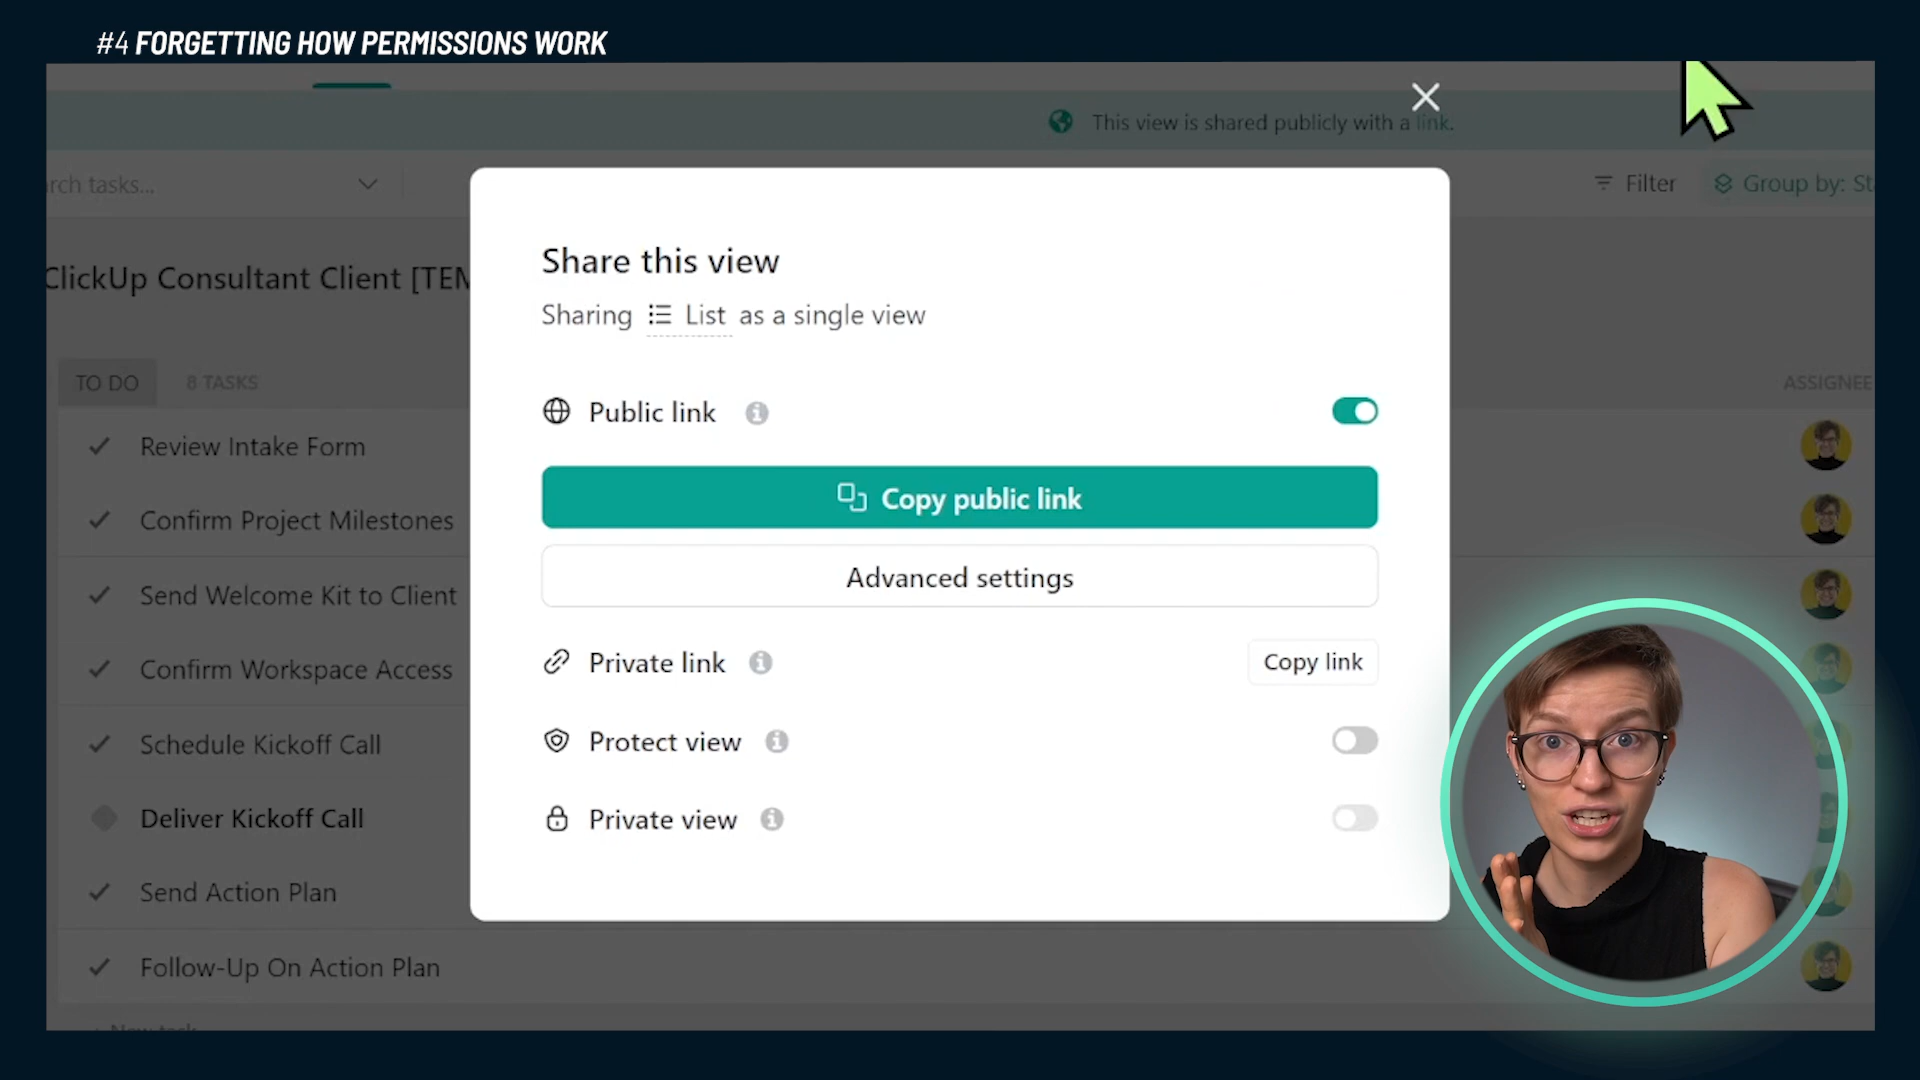 #4 FORGETTING HOW PERMISSIONS WORK
This view is shared publicly with a link.
rch tasks...
Filter
Group by: St
ClickUp Consultant Client [TEM
Share this view
Sharing List as a single view
TO DO
8 TASKS
ASSIGNEE
Public link
Review Intake Form
Copy public link
Confirm Project Milestones
Advanced settings
Send Welcome Kit to Client
Private link
Copy link
Confirm Workspace Access
Protect view
Schedule Kickoff Call
Private view
Deliver Kickoff Call
Send Action Plan
Follow-Up On Action Plan
New task